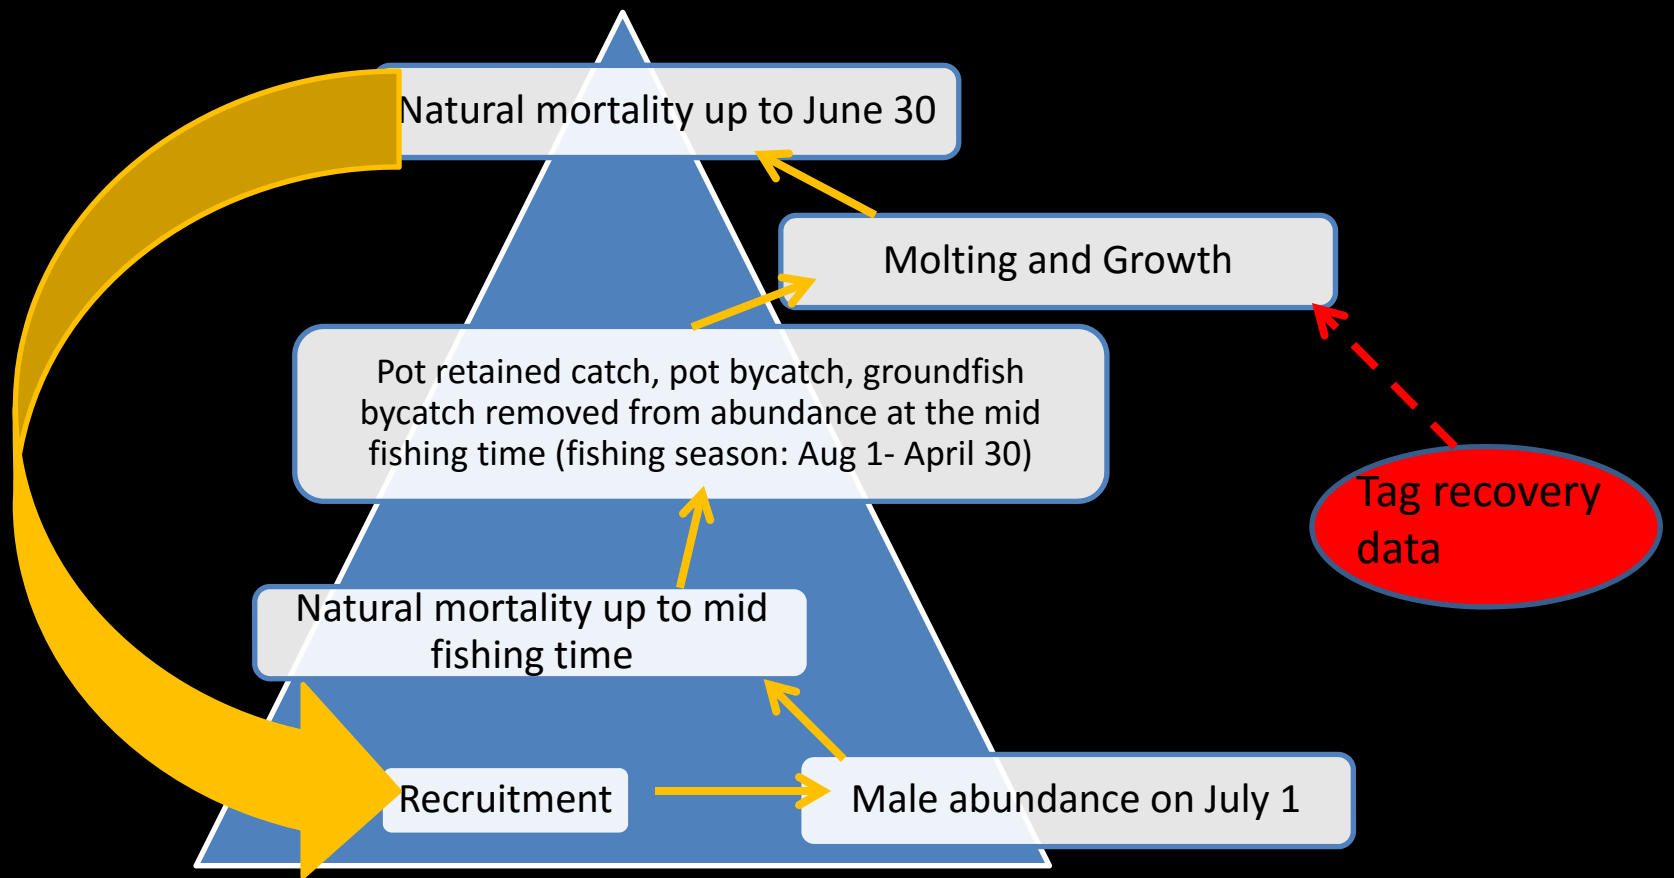 Natural mortality up to June 30
Molting and Growth
Pot retained catch, pot bycatch, groundfish
bycatch removed from abundance at the mid
fishing time (fishing season: Aug 1- April 30)
Tag recovery
data
Natural mortality up to mid
fishing time
Recruitment
Male abundance on July 1